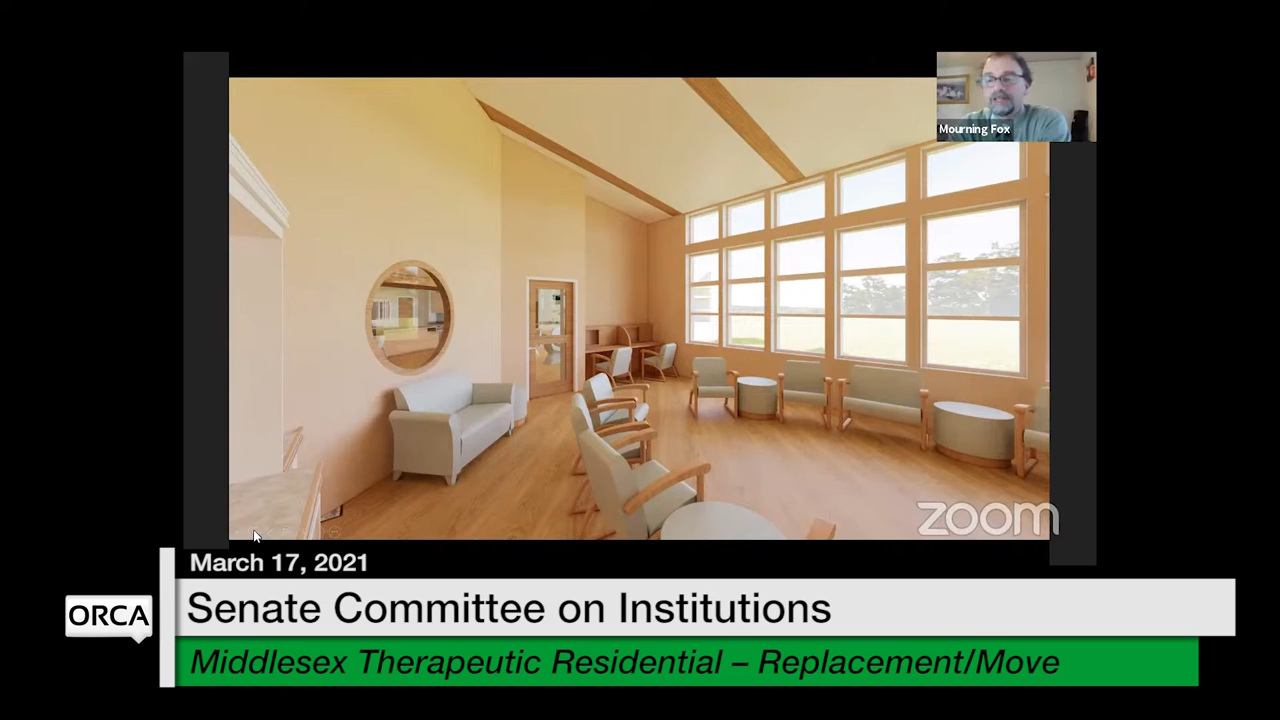 Mourning Fox
zoom
March 17, 2021
ORCA
Senate Committee on Institutions
Middlesex Therapeutic Residential – Replacement/Move